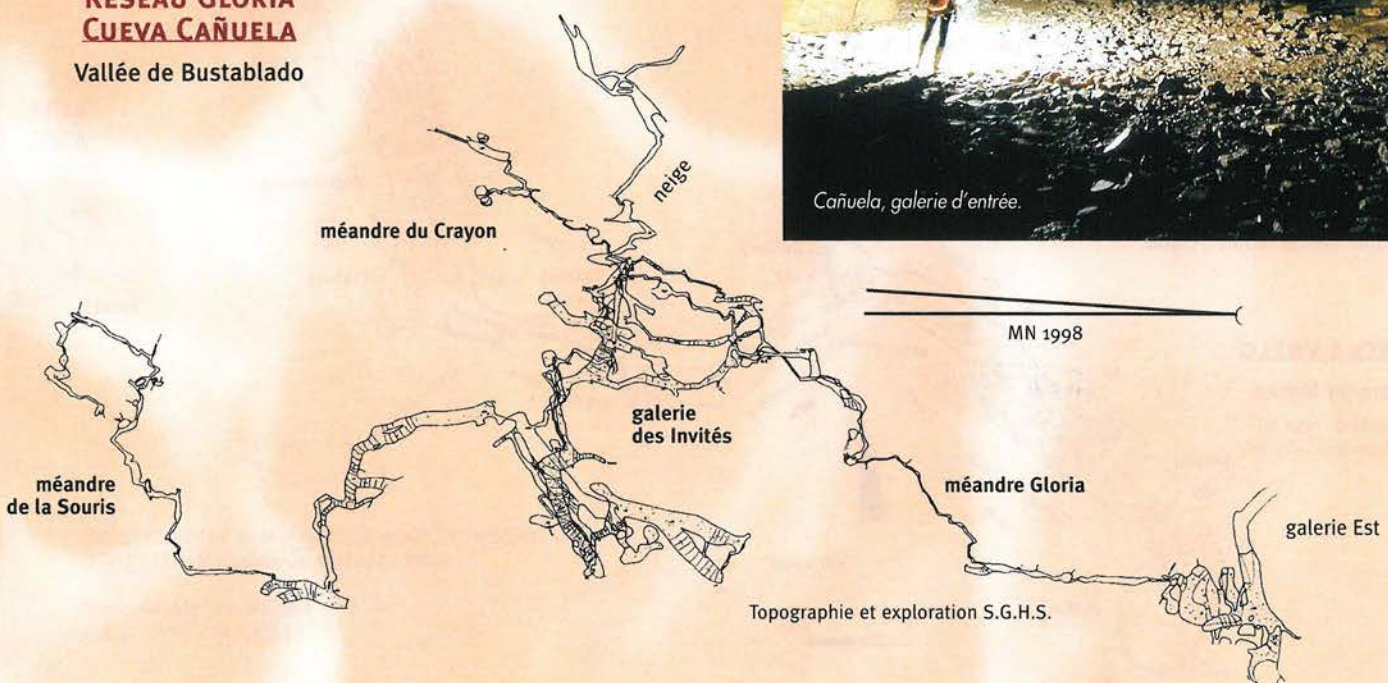 RÉSEAU GLORIA
CUEVA CAÑUELA
Vallée de Bustablado
neige
méandre du Crayon
Cañuela, galerie d'entrée.
MN 1998
galerie
des Invités
méandre
de la Souris
méandre Gloria
galerie Est
Topographie et exploration S.G.H.S.